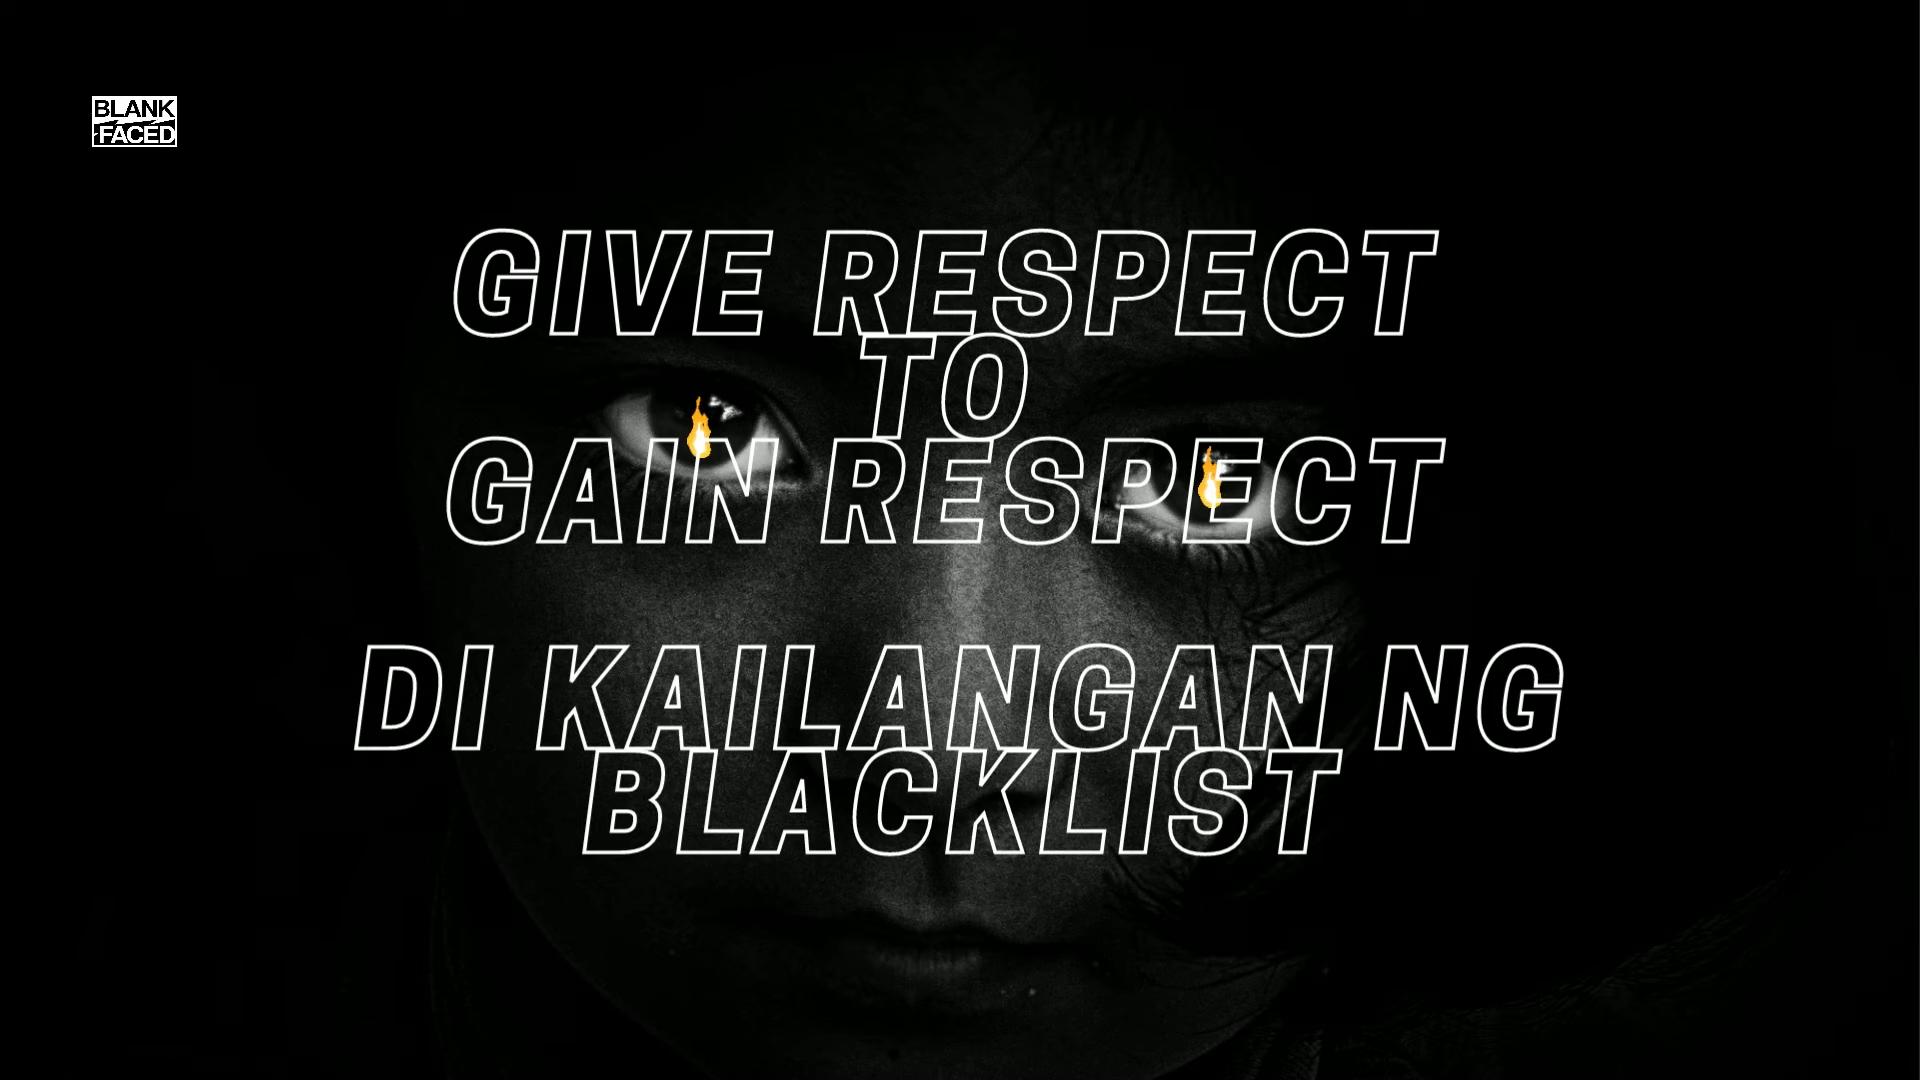 BLANK
FACED
GIVE RESPECT
TO
GAIN RESPECT
DI KAILANGAN NG
BLACKLIST